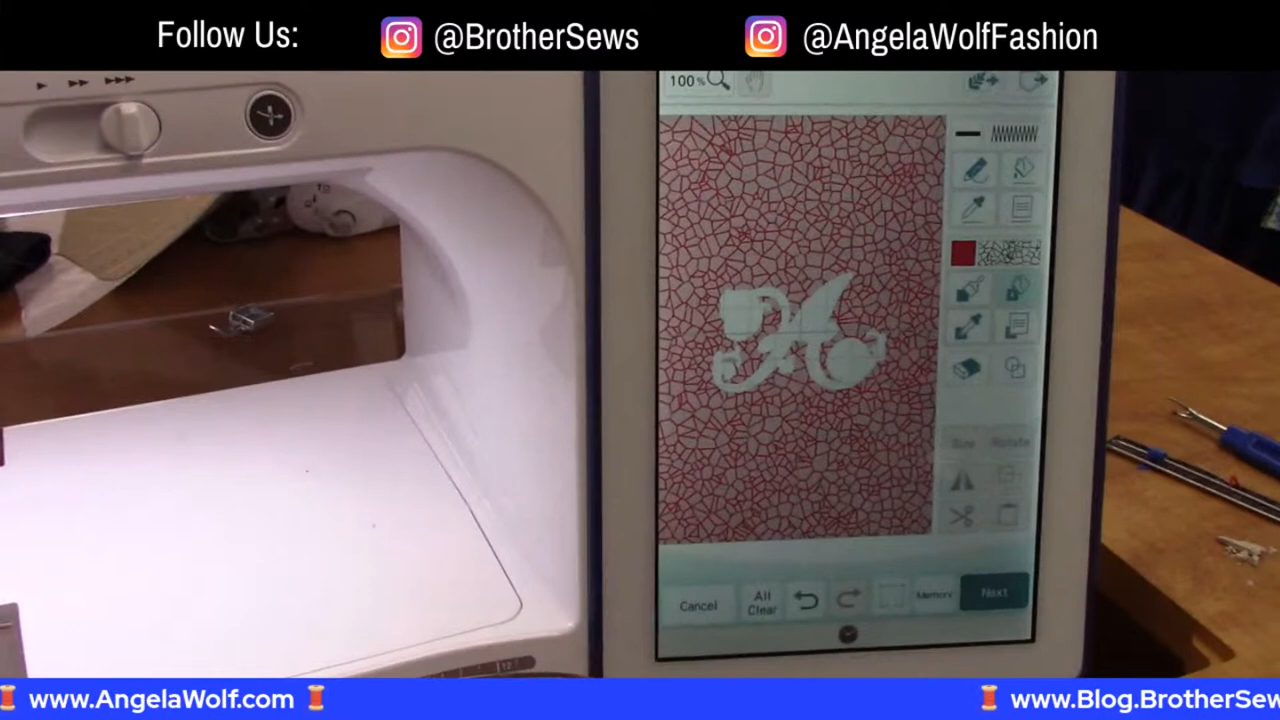 Follow Us: @BrotherSews @AngelaWolfFashion
100%
Size Rotate
Cancel
All
Clear
Memory
Next
www.AngelaWolf.com
www.Blog.BrotherSew